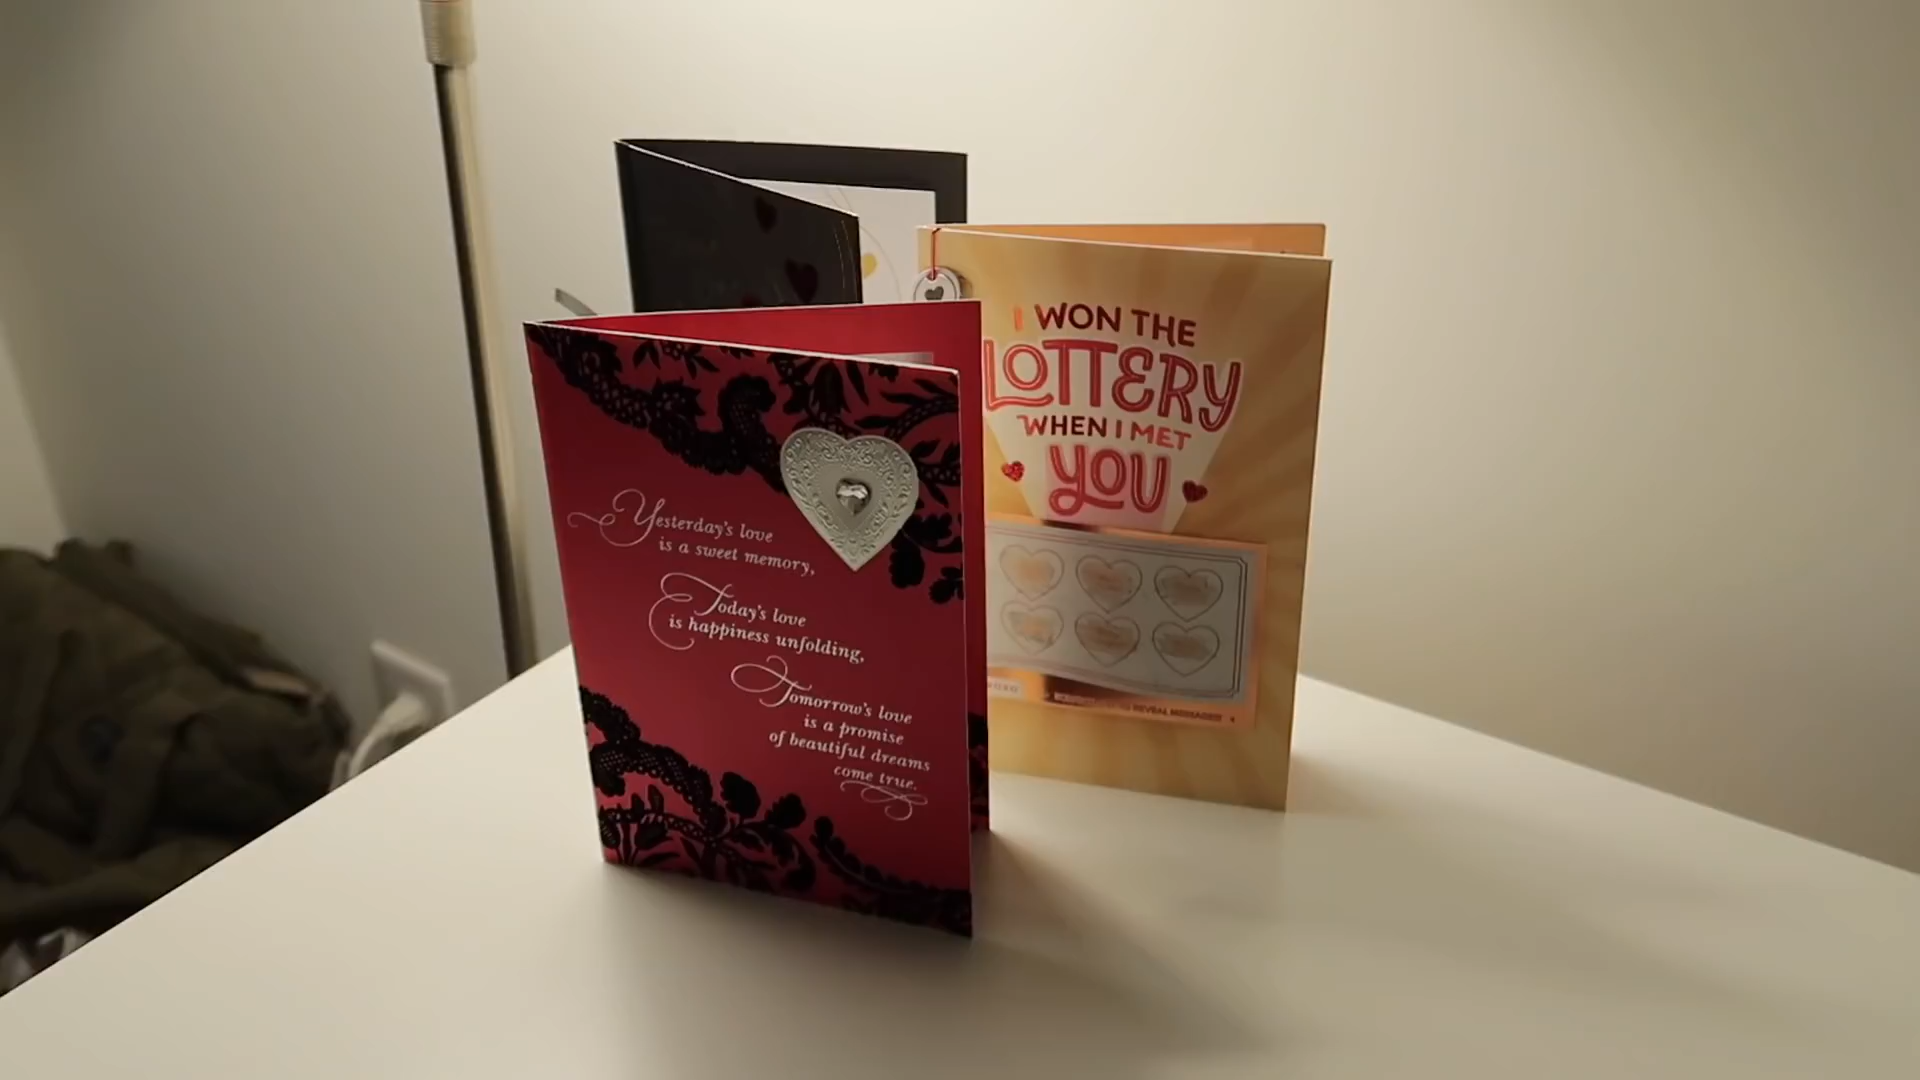 Yesterday's love
is a sweet memory,
Today's love
is happiness unfolding,
Tomorrow's love
is a promise
of beautiful dreams
come true.
I WON THE
LOTTERY
WHEN I MET
YOU
REVEAL MESSAGES!